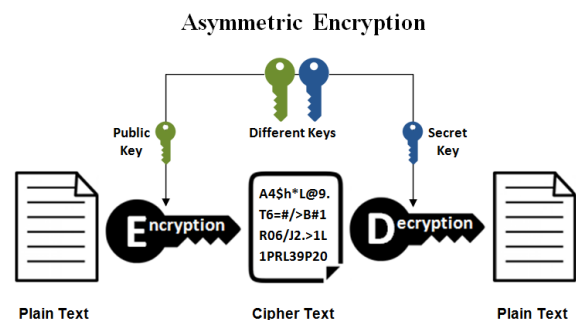 Asymmetric Encryption
Public
Key
Different Keys
Secret
Key
Encryption
A4$h*L@9.
T6=#/>B#1
R06/J2.>1L
1PRL39P20
Decryption
Plain Text
Cipher Text
Plain Text